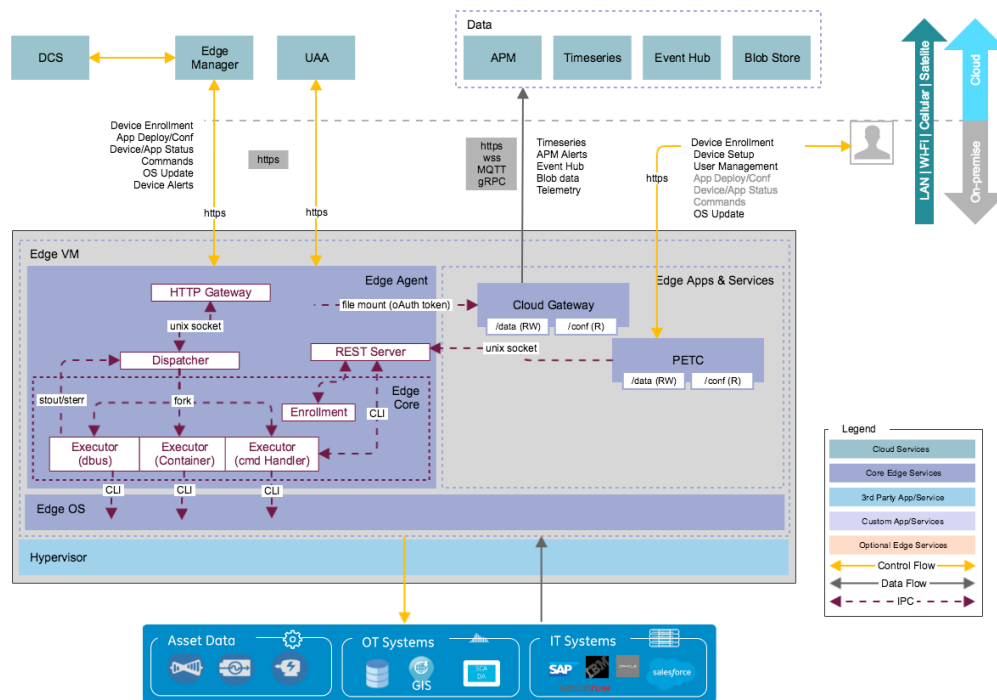 Data
DCS
Edge
Manager
UAA
APM
Timeseries
Event Hub
Blob Store
LAN | Wi-Fi | Cellular | Satellite
Cloud
On-premise
Device Enrollment
App Deploy/Conf
Device/App Status
Commands
OS Update
Device Alerts
https
https
https
https
wss
MQTT
gRPC
Timeseries
APM Alerts
Event Hub
Blob data
Telemetry
https
Device Enrollment
Device Setup
User Management
App Deploy/Conf
Device/App Status
Commands
OS Update
Edge VM
Edge Agent
Edge Apps & Services
HTTP Gateway
file mount (oAuth token)
Cloud Gateway
/data (RW)
/conf (R)
unix socket
REST Server
unix socket
Dispatcher
PETC
/data (RW)
/conf (R)
Edge
Core
stout/sterr
fork
Enrollment
CLI
Executor
(dbus)
Executor
(Container)
Executor
(cmd Handler)
CLI
CLI
CLI
Edge OS
Hypervisor
Legend
Cloud Services
Core Edge Services
3rd Party App/Service
Custom App/Services
Optional Edge Services
Control Flow
Data Flow
IPC
Asset Data
OT Systems
IT Systems
GIS
SCA
DA
SAP
IBM
ORACLE
salesforce